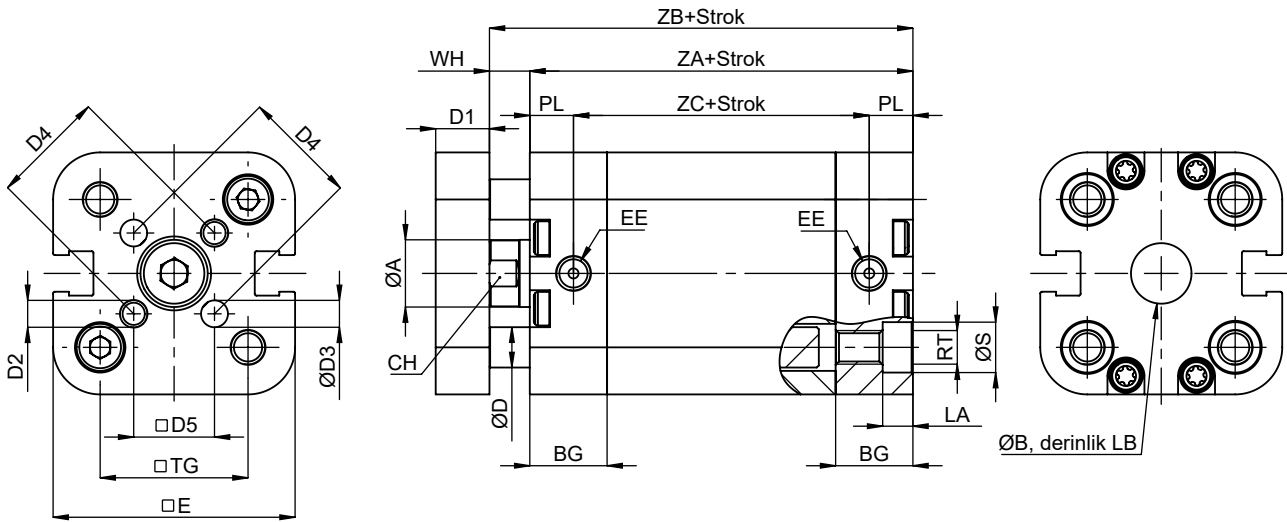 ZB+Strok
WH
ZA+Strok
PL
ZC+Strok
PL
D1
D4
D4
EE
EE
ØA
D2
ØD3
CH
ØD
RT
ØS
LA
□D5
BG
BG
ØB, derinlik LB
□TG
□E